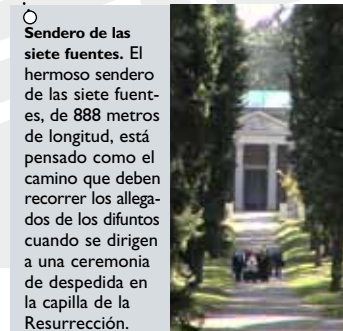 Sendero de las
siete fuentes. El
hermoso sendero
de las siete fuent-
es, de 888 metros
de longitud, está
pensado como el
camino que deben
recorrer los allega-
dos de los difuntos
cuando se dirigen
a una ceremonia
de despedida en
la capilla de la
Resurrección.